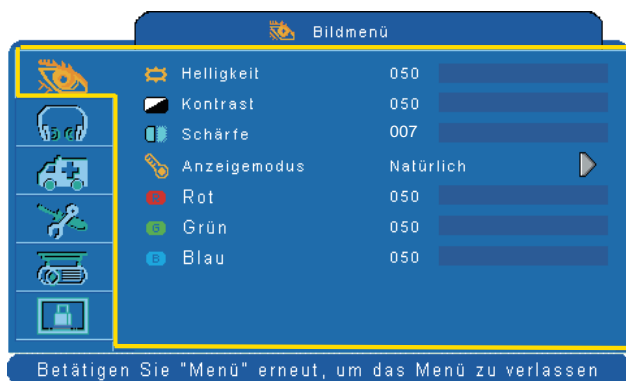 Bildmenü
Helligkeit 050
Kontrast 050
Schärfe 007
Anzeigemodus Natürlich
R Rot 050
G Grün 050
B Blau 050
Betätigen Sie "Menü" erneut, um das Menü zu verlassen